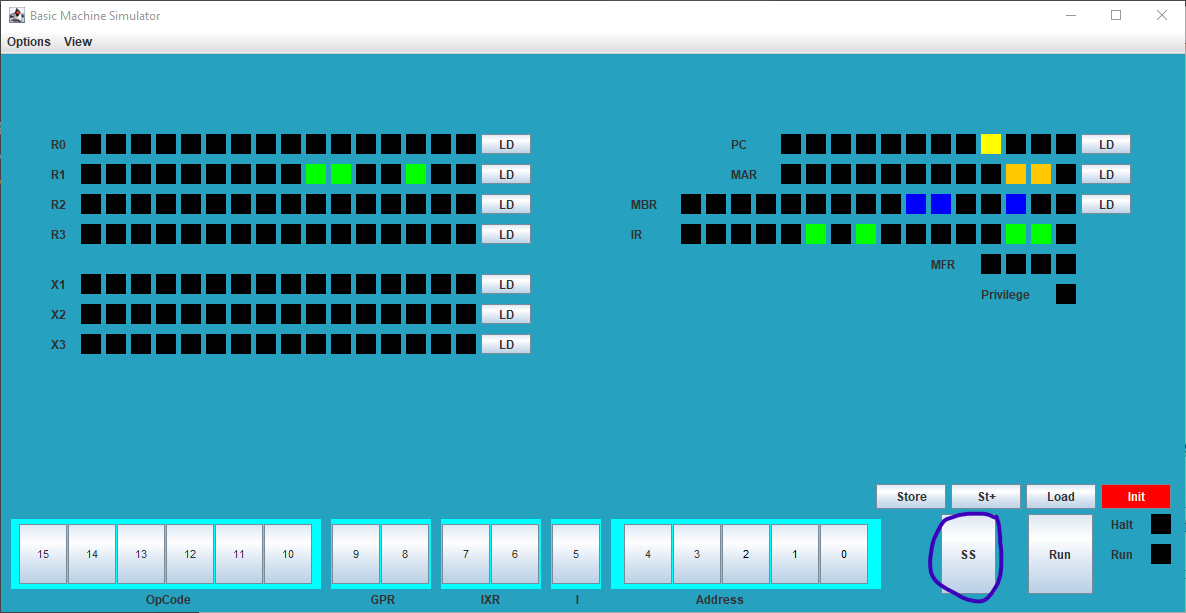 Basic Machine Simulator
Options View
R0 LD PC LD
R1 LD MAR LD
R2 LD MBR LD
R3 LD IR
MFR
X1 LD Privilege
X2 LD
X3 LD
Store St+ Load Init
15 14 13 12 11 10 9 8 7 6 5 4 3 2 1 0 SS Run Halt
Run
OpCode GPR IXR I Address